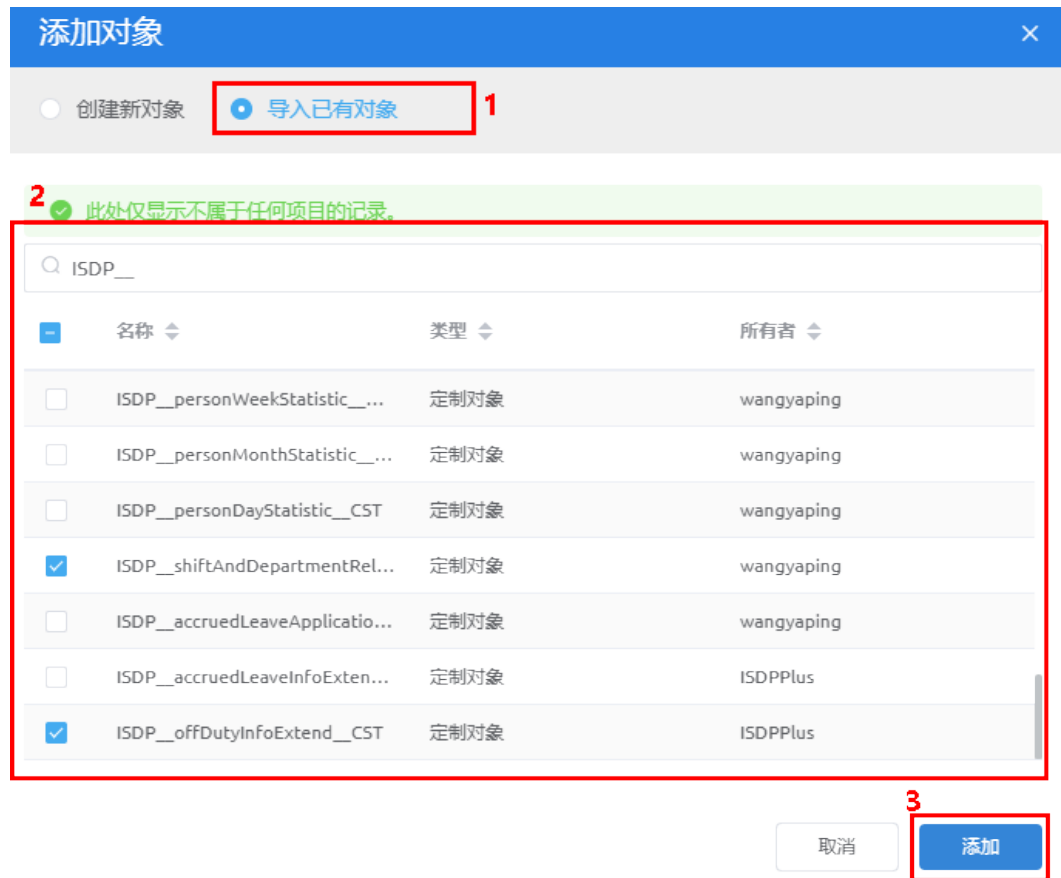 添加对象
创建新对象 导入已有对象 1
2 此处仅显示不属于任何项目的记录。
ISDP__
名称 类型 所有者
ISDP__personWeekStatistic__... 定制对象 wangyaping
ISDP__personMonthStatistic__... 定制对象 wangyaping
ISDP__personDayStatistic__CST 定制对象 wangyaping
ISDP__shiftAndDepartmentRel... 定制对象 wangyaping
ISDP__accruedLeaveApplicatio... 定制对象 wangyaping
ISDP__accruedLeaveInfoExten... 定制对象 ISDPPlus
ISDP__offDutyInfoExtend__CST 定制对象 ISDPPlus
3
取消 添加